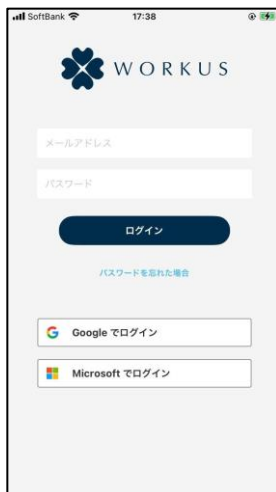 SoftBank 17:38
WORKUS
メールアドレス
パスワード
ログイン
パスワードを忘れた場合
Google でログイン
Microsoft でログイン